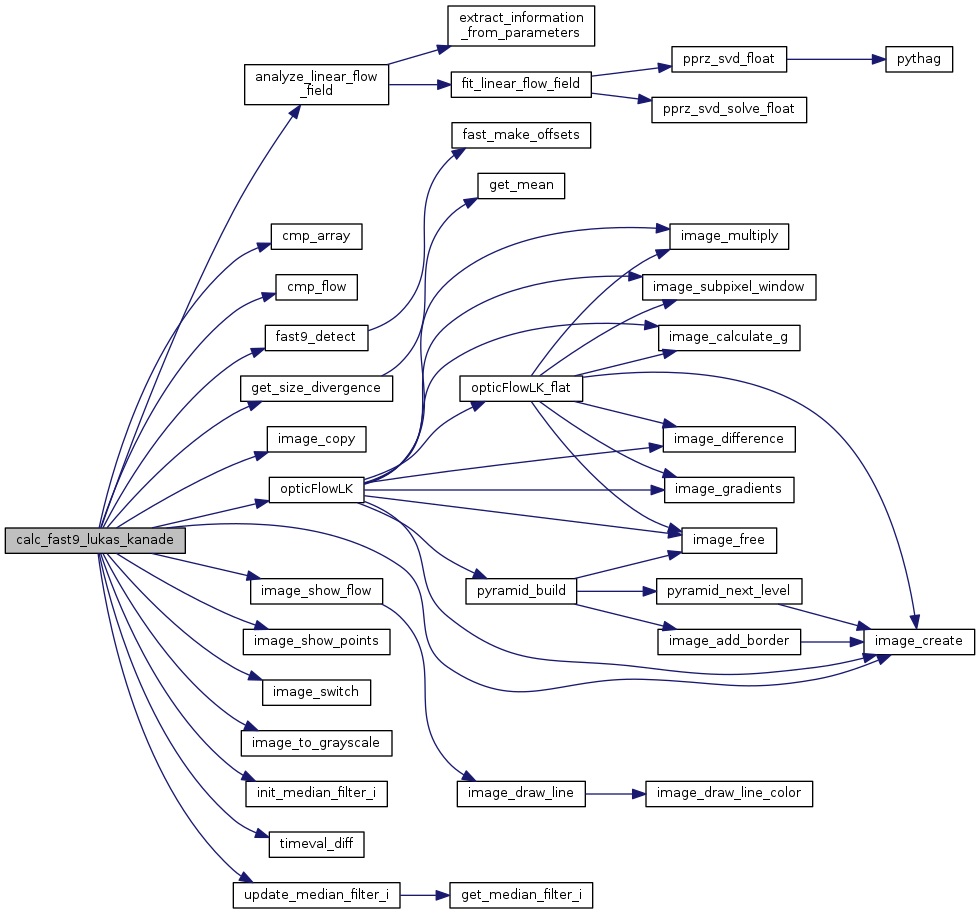 extract_information
_from_parameters
pprz_svd_float
pythag
analyze_linear_flow
_field
fit_linear_flow_field
pprz_svd_solve_float
fast_make_offsets
get_mean
cmp_array
image_multiply
cmp_flow
image_subpixel_window
fast9_detect
image_calculate_g
get_size_divergence
opticFlowLK_flat
image_copy
image_difference
opticFlowLK
image_gradients
calc_fast9_lukas_kanade
image_free
image_show_flow
pyramid_build
pyramid_next_level
image_show_points
image_add_border
image_create
image_switch
image_to_grayscale
init_median_filter_i
image_draw_line
image_draw_line_color
timeval_diff
update_median_filter_i
get_median_filter_i